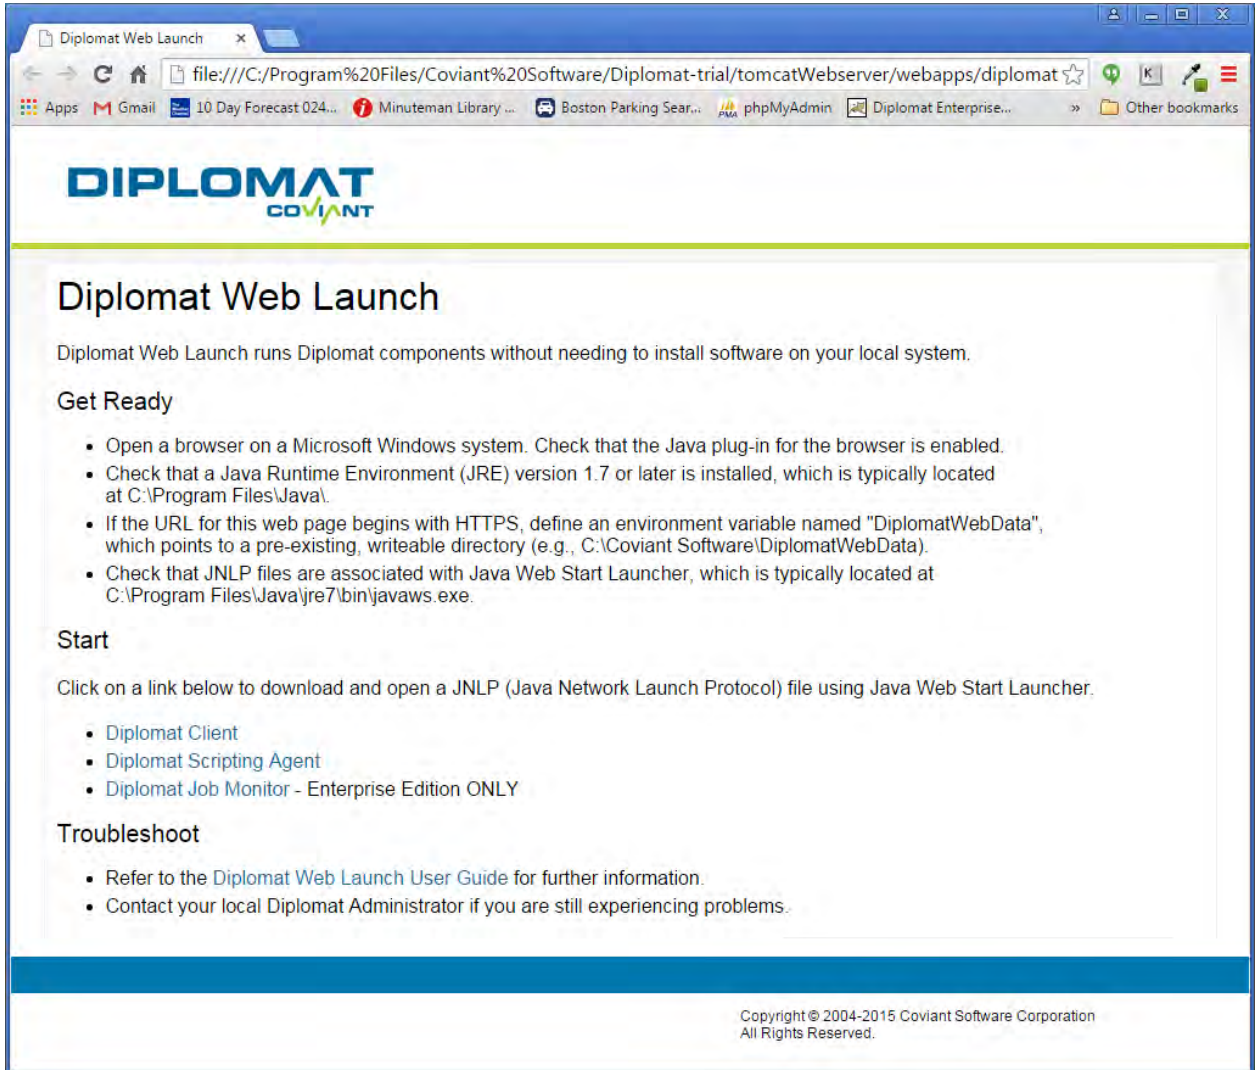 Diplomat Web Launch
file:///C:/Program%20Files/Coviant%20Software/Diplomat-trial/tomcatWebserver/webapps/diplomat
K
Apps Gmail 10 Day Forecast 024... Minuteman Library ... Boston Parking Sear... phpMyAdmin Diplomat Enterprise... » Other bookmarks
DIPLOMAT
COVIANT
Diplomat Web Launch
Diplomat Web Launch runs Diplomat components without needing to install software on your local system.
Get Ready
• Open a browser on a Microsoft Windows system. Check that the Java plug-in for the browser is enabled.
• Check that a Java Runtime Environment (JRE) version 1.7 or later is installed, which is typically located
at C:\Program Files\Java\.
• If the URL for this web page begins with HTTPS, define an environment variable named "DiplomatWebData",
which points to a pre-existing, writeable directory (e.g., C:\Coviant Software\DiplomatWebData).
• Check that JNLP files are associated with Java Web Start Launcher, which is typically located at
C:\Program Files\Java\jre7\bin\javaws.exe.
Start
Click on a link below to download and open a JNLP (Java Network Launch Protocol) file using Java Web Start Launcher.
• Diplomat Client
• Diplomat Scripting Agent
• Diplomat Job Monitor - Enterprise Edition ONLY
Troubleshoot
• Refer to the Diplomat Web Launch User Guide for further information.
• Contact your local Diplomat Administrator if you are still experiencing problems.
Copyright © 2004-2015 Coviant Software Corporation
All Rights Reserved.